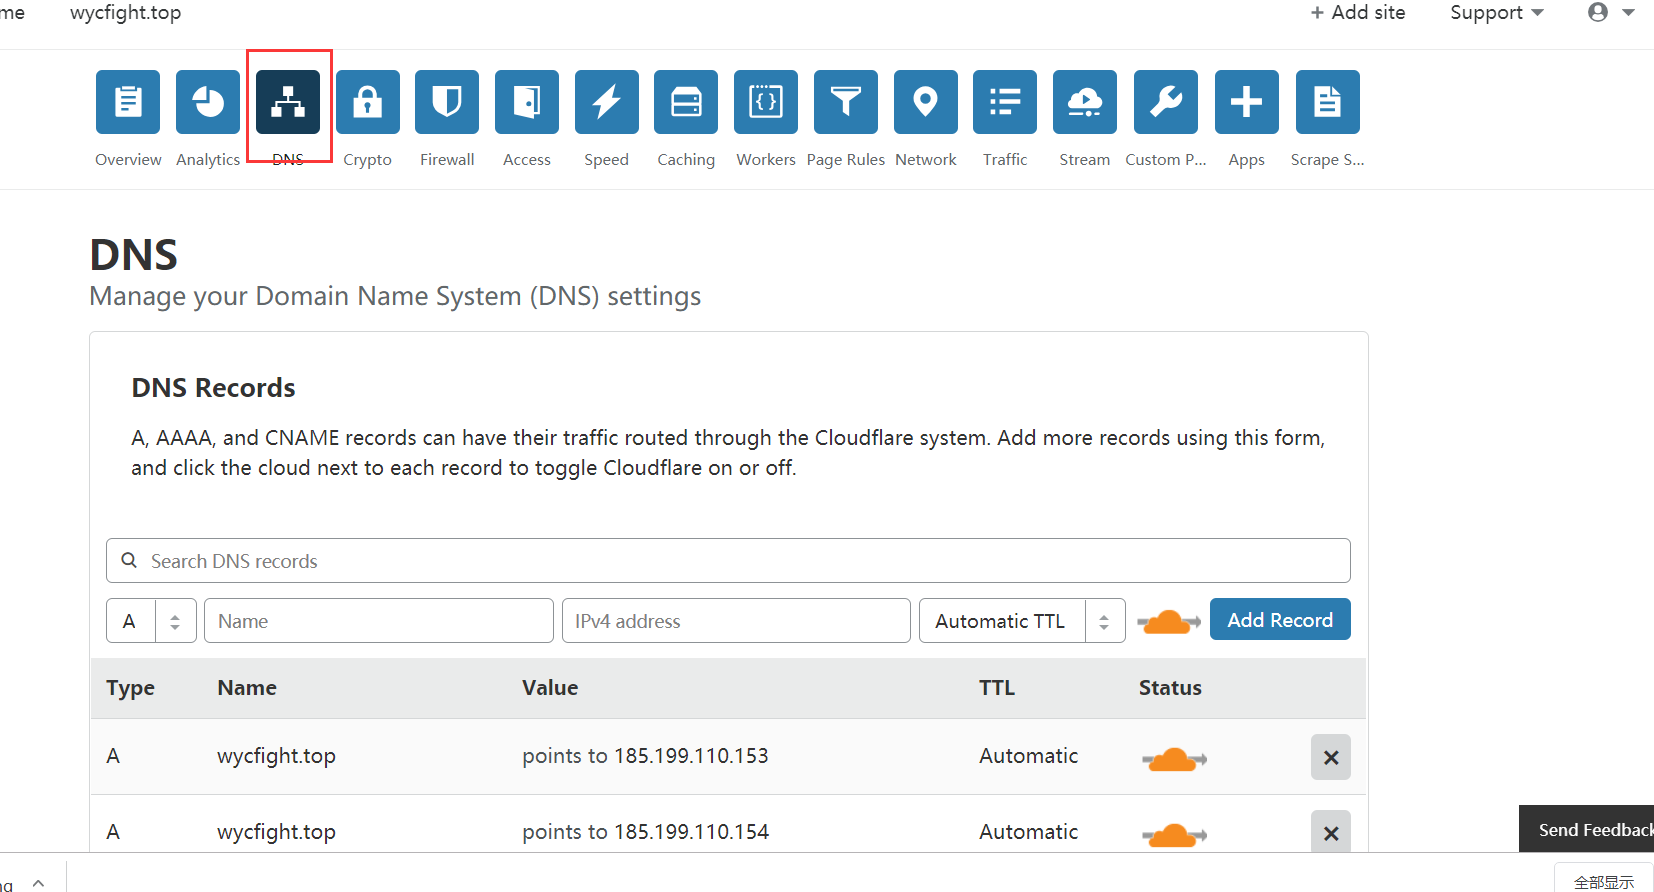 me wycfight.top + Add site Support
Overview Analytics DNS Crypto Firewall Access Speed Caching Workers Page Rules Network Traffic Stream Custom P... Apps Scrape S...
DNS
Manage your Domain Name System (DNS) settings
DNS Records
A, AAAA, and CNAME records can have their traffic routed through the Cloudflare system. Add more records using this form,
and click the cloud next to each record to toggle Cloudflare on or off.
Search DNS records
A Name IPv4 address Automatic TTL Add Record
Type Name Value TTL Status
A wycfight.top points to 185.199.110.153 Automatic
A wycfight.top points to 185.199.110.154 Automatic
Send Feedback
ng 全部显示